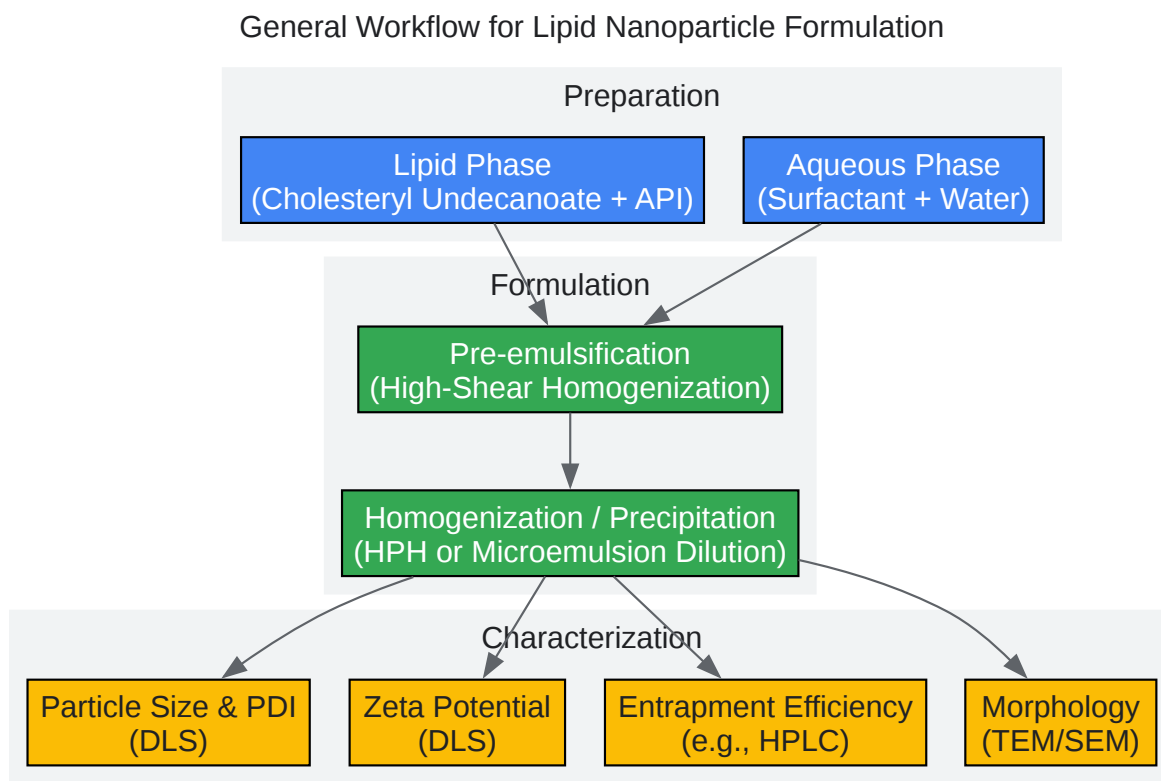 General Workflow for Lipid Nanoparticle Formulation
Preparation
Lipid Phase
(Cholesteryl Undecanoate + API)
Aqueous Phase
(Surfactant + Water)
Formulation
Pre-emulsification
(High-Shear Homogenization)
Homogenization / Precipitation
(HPH or Microemulsion Dilution)
Characterization
Particle Size & PDI
(DLS)
Zeta Potential
(DLS)
Entrapment Efficiency
(e.g., HPLC)
Morphology
(TEM/SEM)